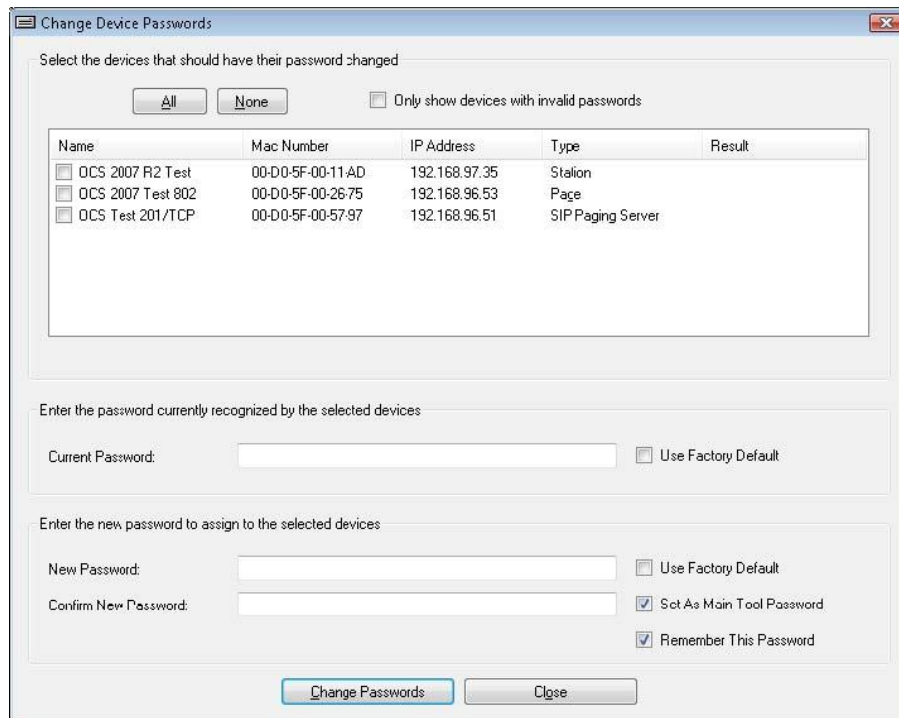 Change Device Passwords
Select the devices that should have their password changed
All None Only show devices with invalid passwords
Name Mac Number IP Address Type Result
OCS 2007 R2 Test 00-D0-5F-00-11-AD 192.168.97.35 Station
OCS 2007 Test 802 00-D0-5F-00-26-75 192.168.96.53 Page
OCS Test 201/TCP 00-D0-5F-00-57-97 192.168.96.51 SIP Paging Server
Enter the password currently recognized by the selected devices
Current Password: Use Factory Default
Enter the new password to assign to the selected devices
New Password: Use Factory Default
Confirm New Password: Set As Main Tool Password
Remember This Password
Change Passwords Close